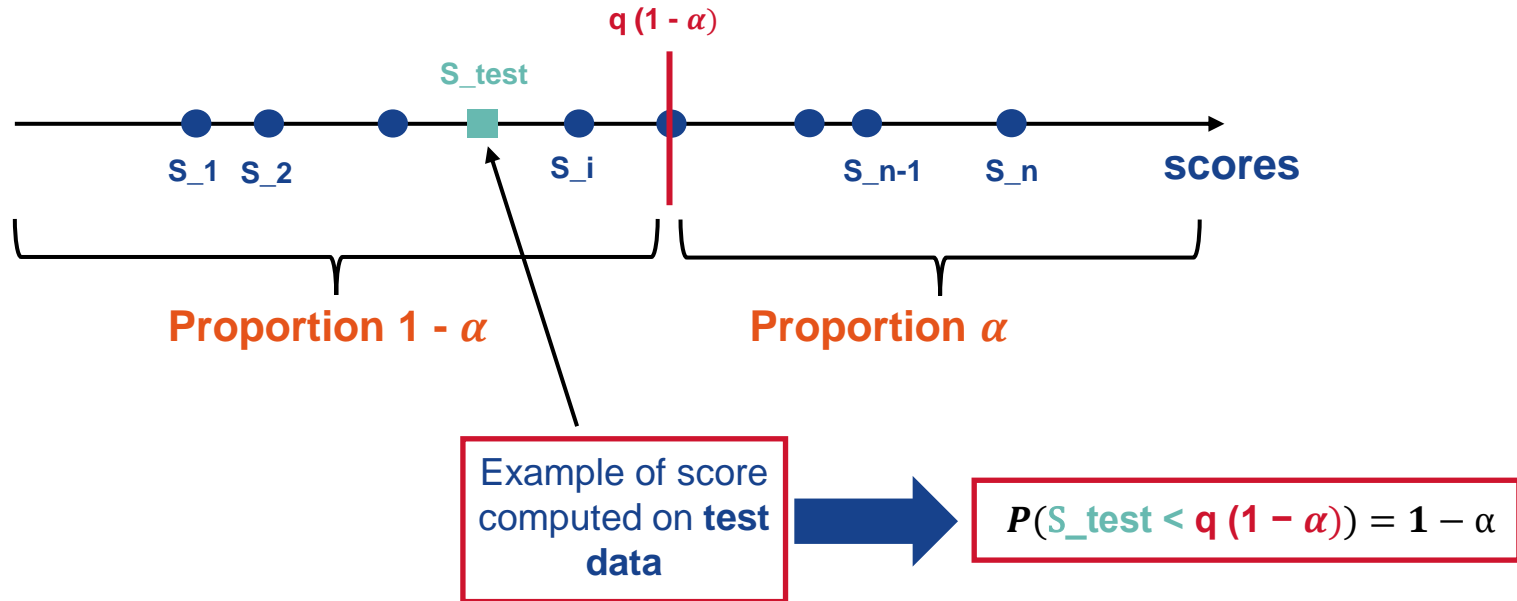 q (1 - 𝜶)
S_test
S_1 S_2 S_i S_n-1 S_n scores
Proportion 1 - 𝜶 Proportion 𝜶
Example of score
computed on test
data
𝑷(S_test < q (1 − 𝜶)) = 𝟏 − α